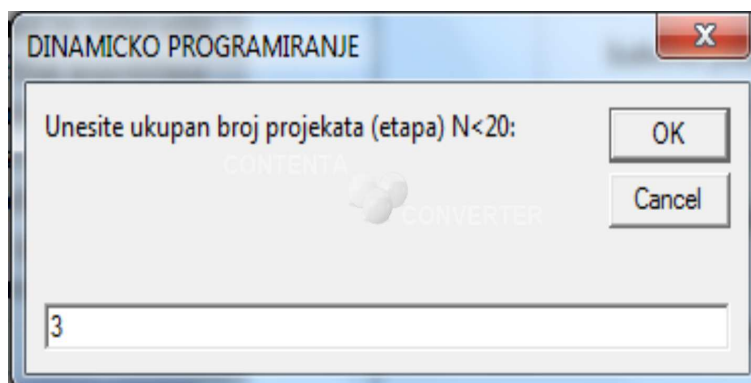 DINAMICKO PROGRAMIRANJE
Unesite ukupan broj projekata (etapa) N<20:
OK
CONTENTA
CONVERTER
Cancel
3